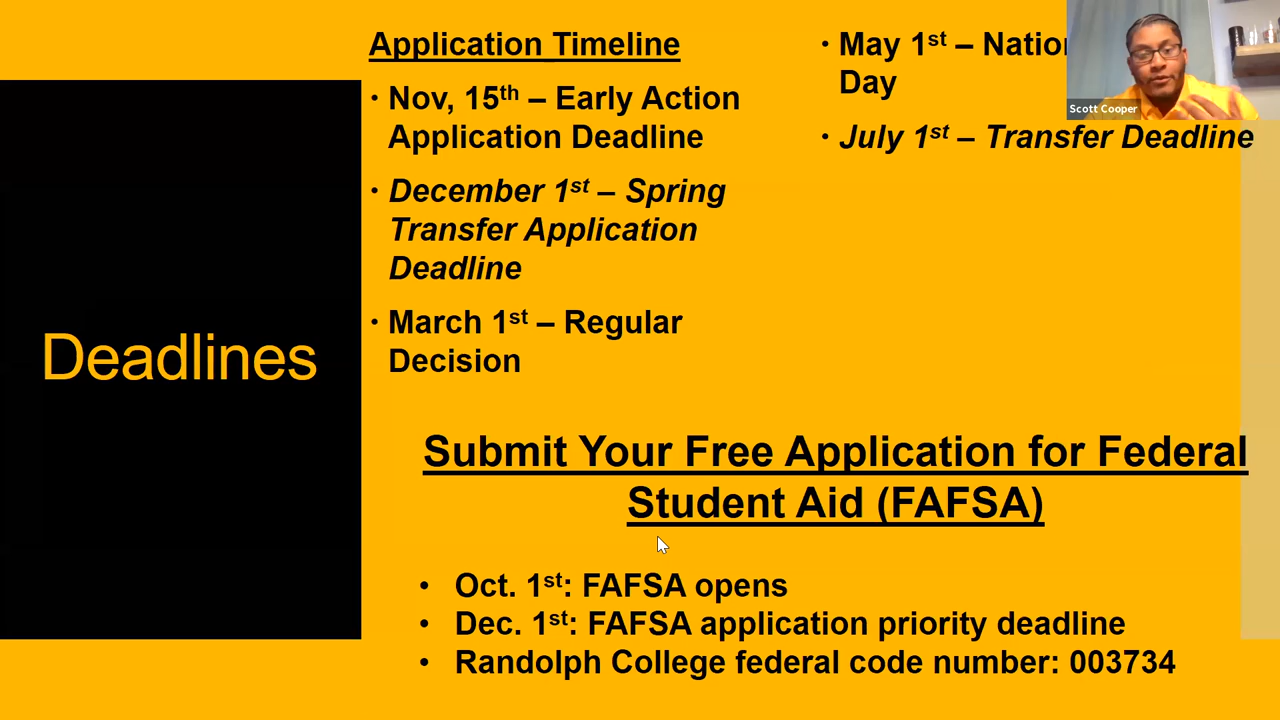 Deadlines
Application Timeline
• Nov, 15th – Early Action
Application Deadline
• December 1st – Spring
Transfer Application
Deadline
• March 1st – Regular
Decision
• May 1st –
Day
• July 1st – Transfer Deadline
Scott Cooper
Submit Your Free Application for Federal
Student Aid (FAFSA)
• Oct. 1st: FAFSA opens
• Dec. 1st: FAFSA application priority deadline
• Randolph College federal code number: 003734